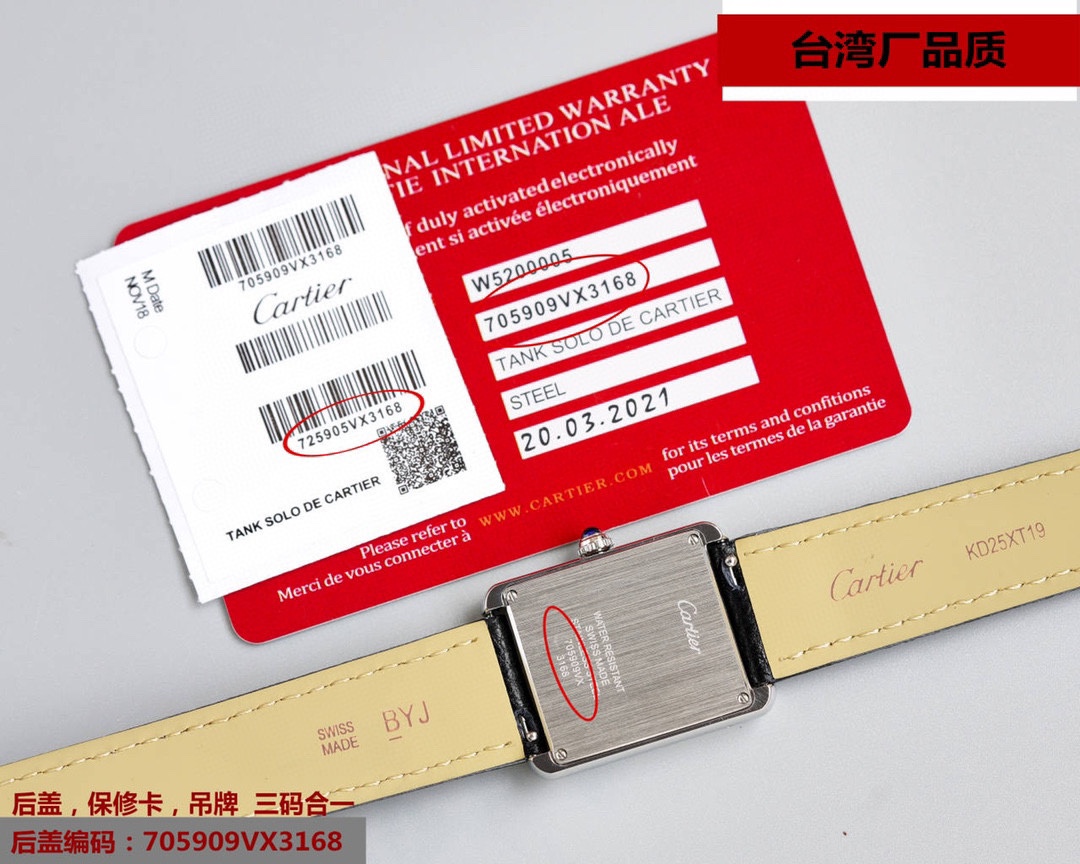 台湾厂品质
NAL LIMITED WARRANTY
TIE INTERNATION ALE
f duly activated electronically
ent si activée électroniquement
W5200005
705909VX3168
TANK SOLO DE CARTIER
STEEL
20.03.2021
for its terms and confitions
pour les termes de la garantie
WWW.CARTIER.COM
Please refer to
Merci de vous connecter à
M Date
NOV18
705909VX3168
Cartier
725905VX3168
TANK SOLO DE CARTIER
Cartier
WATER RESISTANT
SWISS MADE
705909VX
3168
Cartier
KD25XT19
SWISS
MADE
BYJ
后盖，保修卡，吊牌 三码合一
后盖编码：705909VX3168